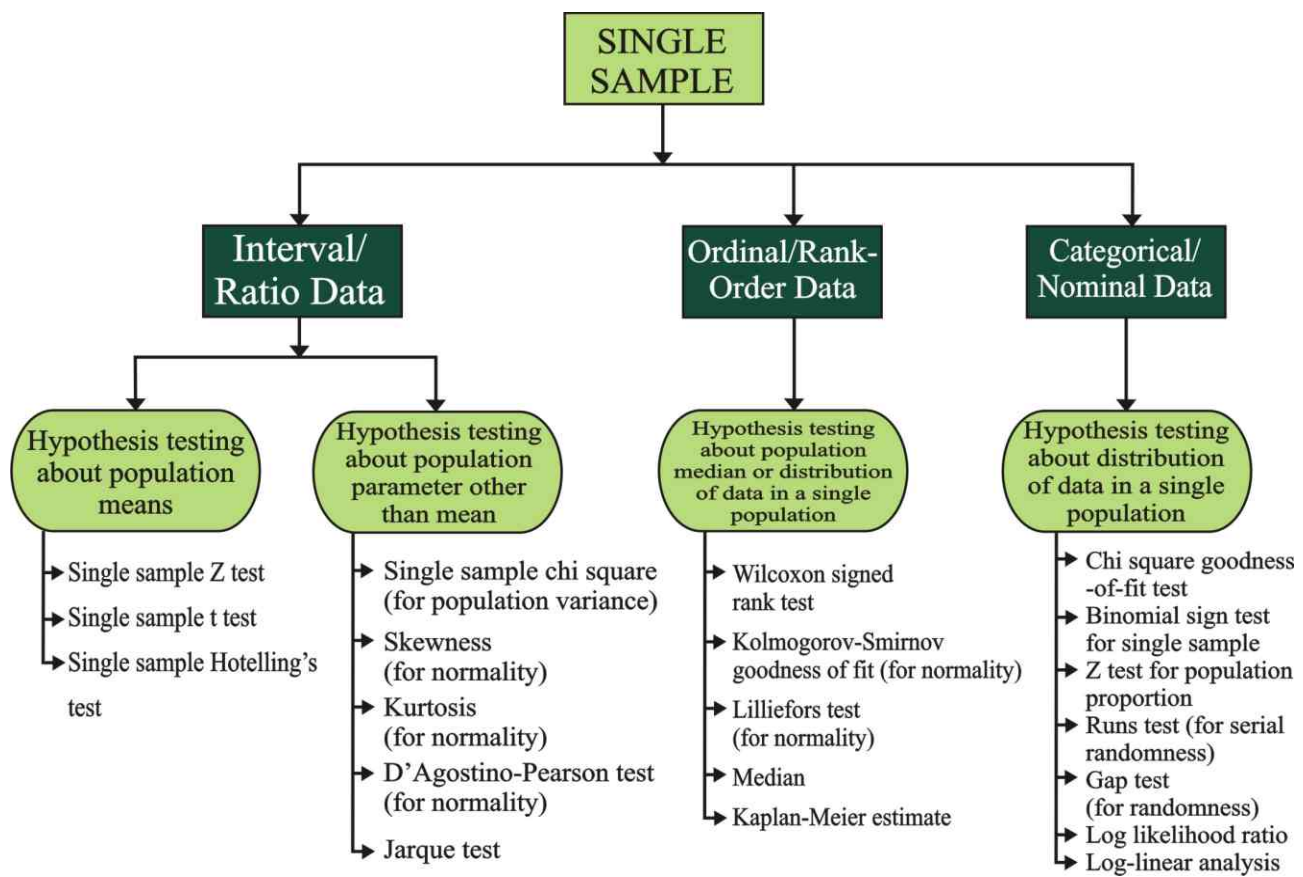 SINGLE
SAMPLE
Interval/
Ratio Data
Ordinal/Rank-
Order Data
Categorical/
Nominal Data
Hypothesis testing
about population
means
Hypothesis testing
about population
parameter other
than mean
Hypothesis testing
about population
median or distribution
of data in a single
population
Hypothesis testing
about distribution
of data in a single
population
Single sample Z test
Single sample t test
Single sample Hotelling's
test
Single sample chi square
(for population variance)
Skewness
(for normality)
Kurtosis
(for normality)
D'Agostino-Pearson test
(for normality)
Jarque test
Wilcoxon signed
rank test
Kolmogorov-Smirnov
goodness of fit (for normality)
Lilliefors test
(for normality)
Median
Kaplan-Meier estimate
Chi square goodness
-of-fit test
Binomial sign test
for single sample
Z test for population
proportion
Runs test (for serial
randomness)
Gap test
(for randomness)
Log likelihood ratio
Log-linear analysis